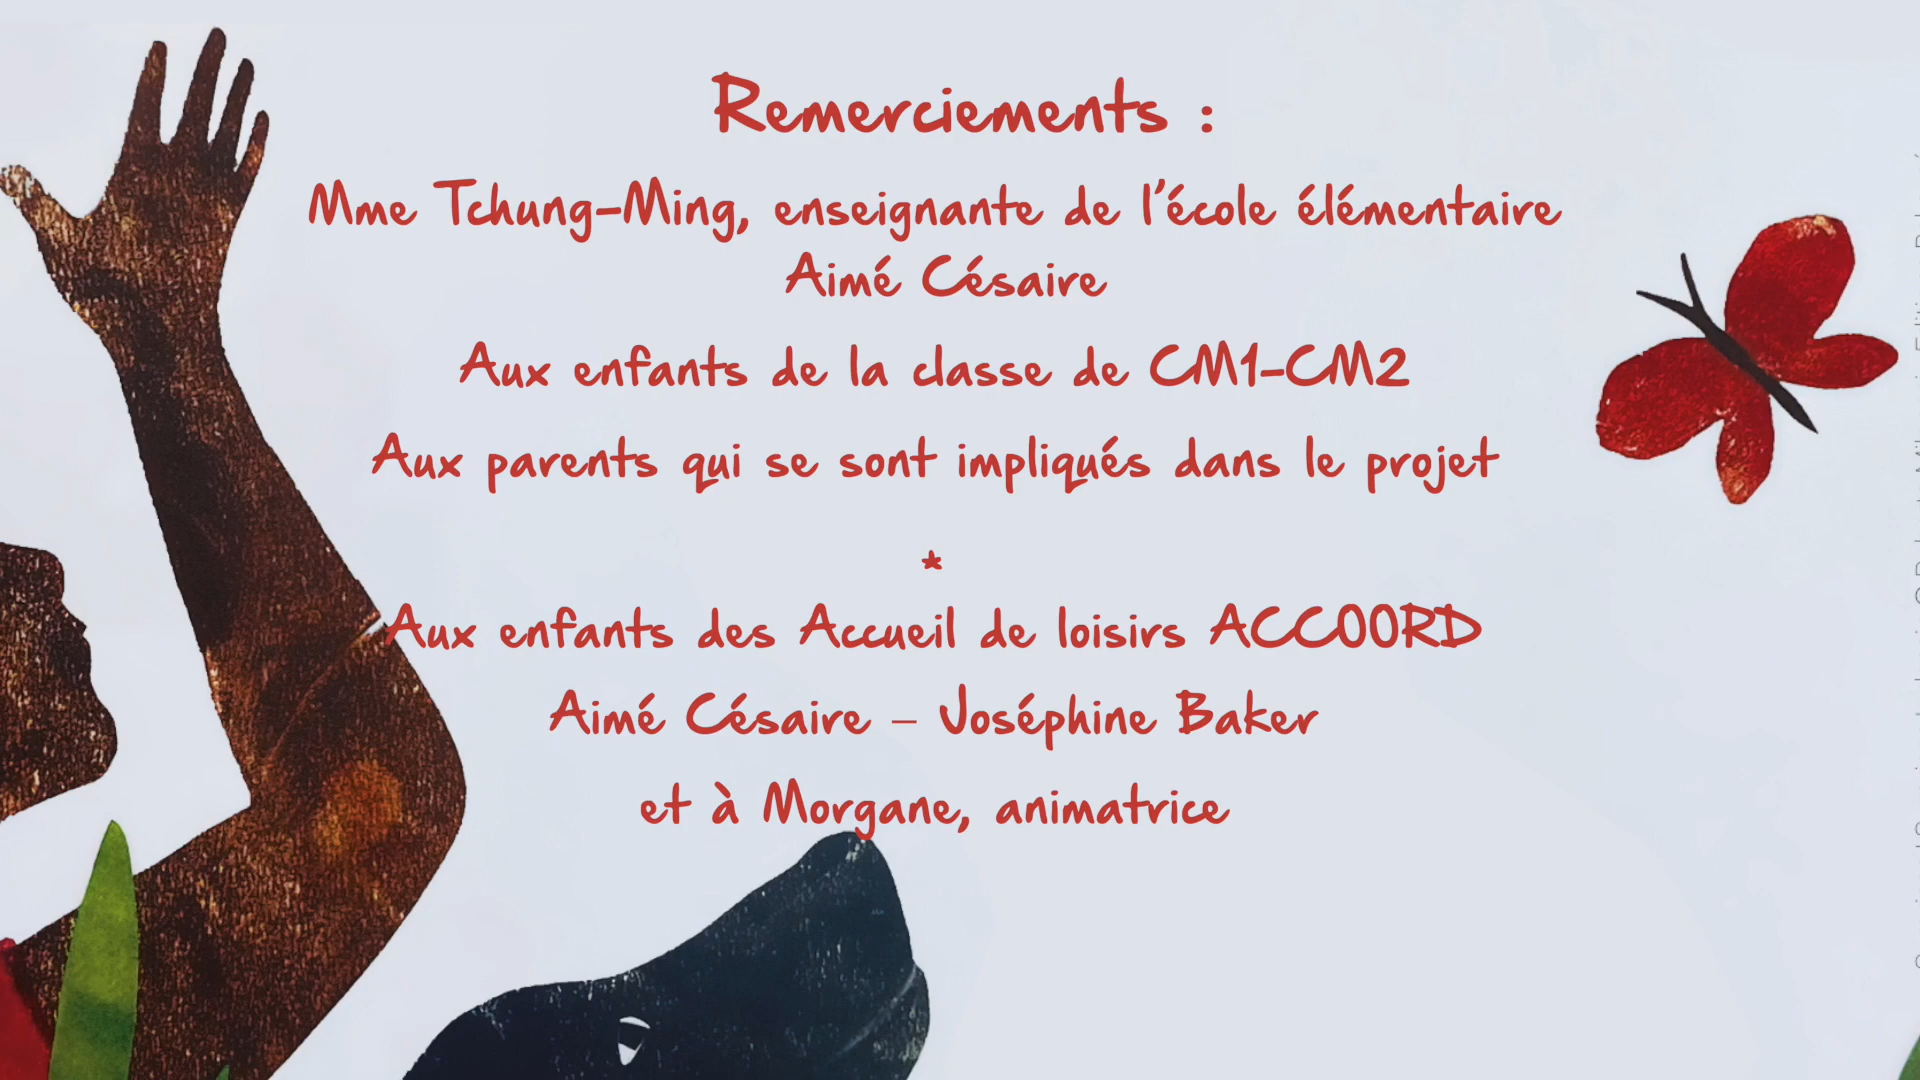 Remerciements :
Mme Tchung-Ming, enseignante de l'école élémentaire
Aimé Césaire
Aux enfants de la classe de CM1-CM2
Aux parents qui se sont impliqués dans le projet
*
Aux enfants des Accueil de loisirs ACCOORD
Aimé Césaire – Joséphine Baker
et à Morgane, animatrice